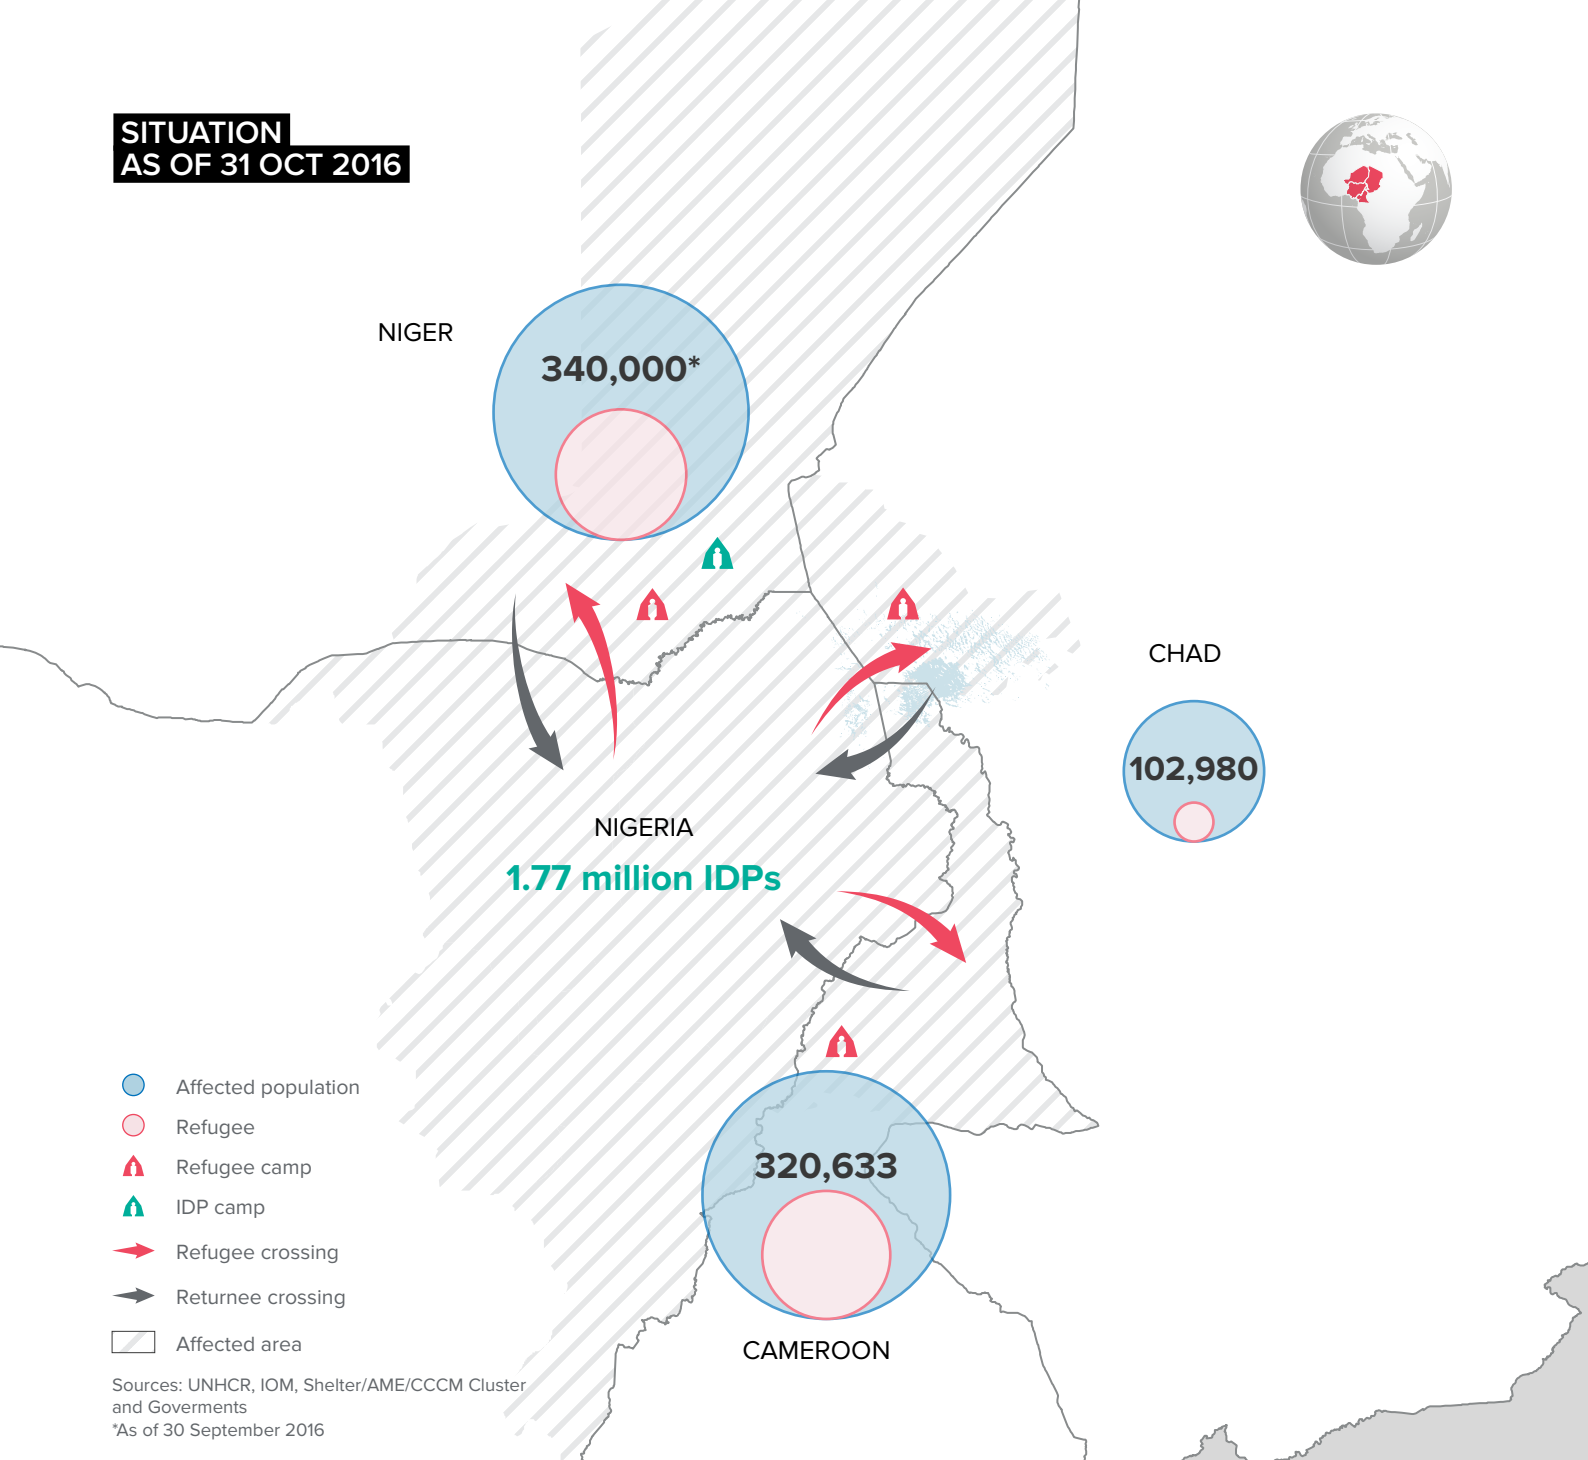 SITUATION
AS OF 31 OCT 2016
NIGER
340,000*
CHAD
102,980
NIGERIA
1.77 million IDPs
320,633
CAMEROON
Affected population
Refugee
Refugee camp
IDP camp
Refugee crossing
Returnee crossing
Affected area
Sources: UNHCR, IOM, Shelter/AME/CCCM Cluster
and Goverments
*As of 30 September 2016